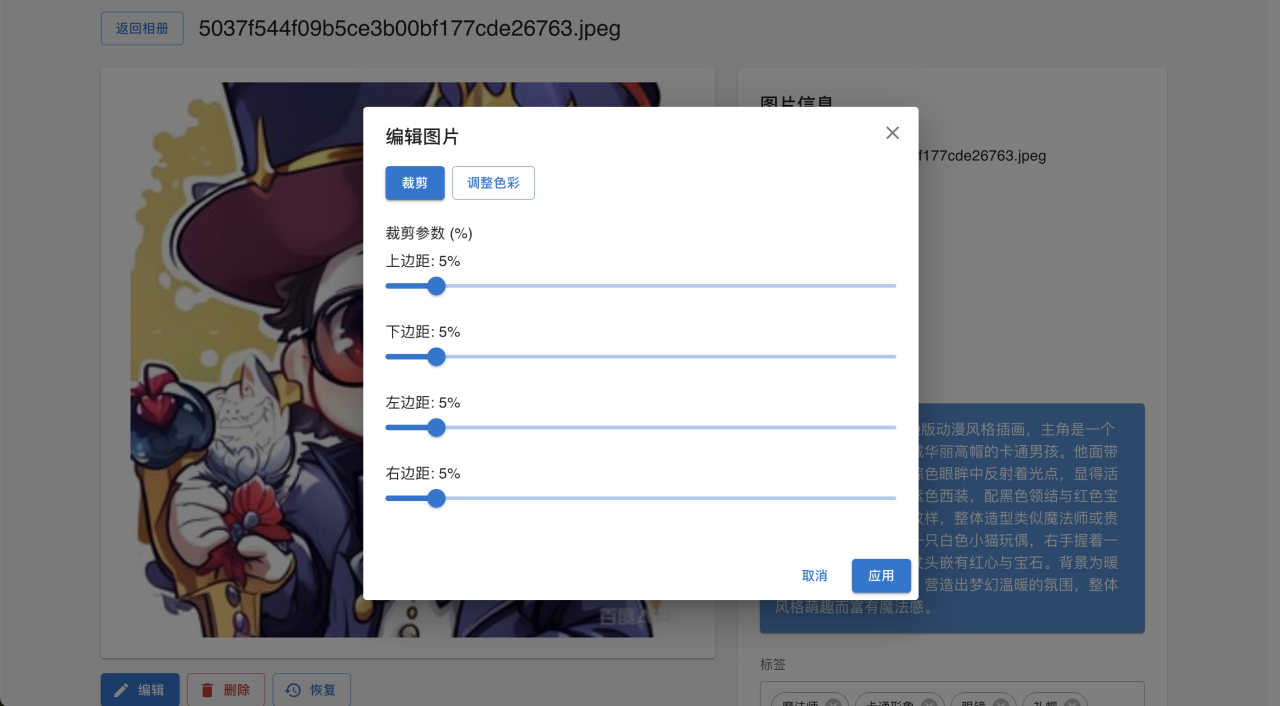 返回相册
5037f544f09b5ce3b00bf177cde26763.jpeg
图片信息
编辑图片
f177cde26763.jpeg
裁剪
调整色彩
裁剪参数 (%)
上边距: 5%
下边距: 5%
左边距: 5%
右边距: 5%
取消
应用
版动漫风格插画，主角是一个
华丽高帽的卡通男孩。他面带
色眼眸中反射着光点，显得活
色西装，配黑色领结与红色宝
样，整体造型类似魔法师或贵
只白色小猫玩偶，右手握着一
头嵌有红心与宝石。背景为暖
营造出梦幻温暖的氛围，整体
风格萌趣而富有魔法感。
百度
标签
编辑
删除
恢复
魔法师
卡通形象
眼镜
礼帽